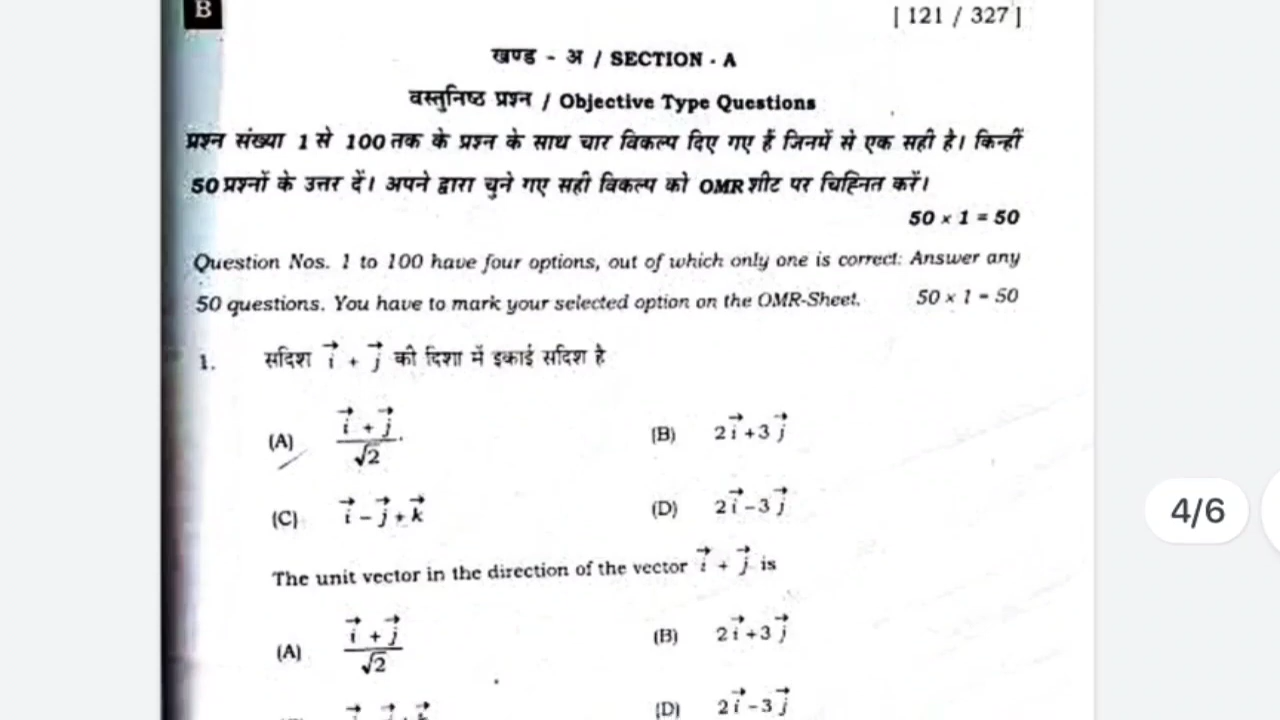 B
[ 121 / 327 ]
खण्ड - अ / SECTION - A
वस्तुनिष्ठ प्रश्न / Objective Type Questions
प्रश्न संख्या 1 से 100 तक के प्रश्न के साथ चार विकल्प दिए गए हैं जिनमें से एक सही है। किन्हीं
50 प्रश्नों के उत्तर दें। अपने द्वारा चुने गए सही विकल्प को OMR शीट पर चिह्नित करें।
50 × 1 = 50
Question Nos. 1 to 100 have four options, out of which only one is correct. Answer any
50 questions. You have to mark your selected option on the OMR-Sheet. 50 × 1 = 50
1. सदिश i⃗ + j⃗ की दिशा में इकाई सदिश है
(A) (i⃗ + j⃗)/√2 (B) 2i⃗+3j⃗
(C) i⃗ – j⃗ + k⃗ (D) 2i⃗–3j⃗
The unit vector in the direction of the vector i⃗ + j⃗ is
(A) (i⃗ + j⃗)/√2 (B) 2i⃗+3j⃗
(D) 2i⃗–3j⃗
4/6